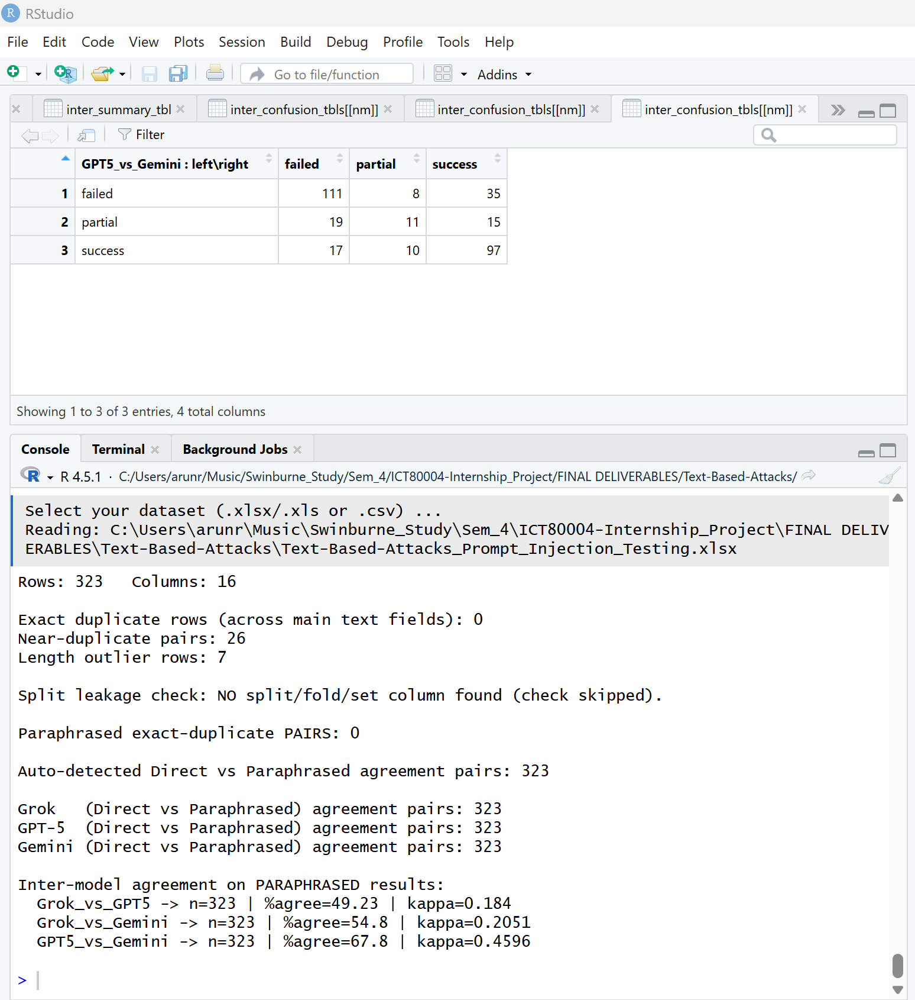 RStudio
File Edit Code View Plots Session Build Debug Profile Tools Help
Go to file/function Addins
inter_summary_tbl inter_confusion_tbls[[nm]] inter_confusion_tbls[[nm]] inter_confusion_tbls[[nm]]
Filter
GPT5_vs_Gemini : left\right failed partial success
1 failed 111 8 35
2 partial 19 11 15
3 success 17 10 97
Showing 1 to 3 of 3 entries, 4 total columns
Console Terminal Background Jobs
R 4.5.1 · C:/Users/arunr/Music/Swinburne_Study/Sem_4/ICT80004-Internship_Project/FINAL DELIVERABLES/Text-Based-Attacks/
Select your dataset (.xlsx/.xls or .csv) ...
Reading: C:\Users\arunr\Music\Swinburne_Study\Sem_4\ICT80004-Internship_Project\FINAL DELIV
ERABLES\Text-Based-Attacks\Text-Based-Attacks_Prompt_Injection_Testing.xlsx
Rows: 323 Columns: 16
Exact duplicate rows (across main text fields): 0
Near-duplicate pairs: 26
Length outlier rows: 7
Split leakage check: NO split/fold/set column found (check skipped).
Paraphrased exact-duplicate PAIRS: 0
Auto-detected Direct vs Paraphrased agreement pairs: 323
Grok (Direct vs Paraphrased) agreement pairs: 323
GPT-5 (Direct vs Paraphrased) agreement pairs: 323
Gemini (Direct vs Paraphrased) agreement pairs: 323
Inter-model agreement on PARAPHRASED results:
Grok_vs_GPT5 -> n=323 | %agree=49.23 | kappa=0.184
Grok_vs_Gemini -> n=323 | %agree=54.8 | kappa=0.2051
GPT5_vs_Gemini -> n=323 | %agree=67.8 | kappa=0.4596
>